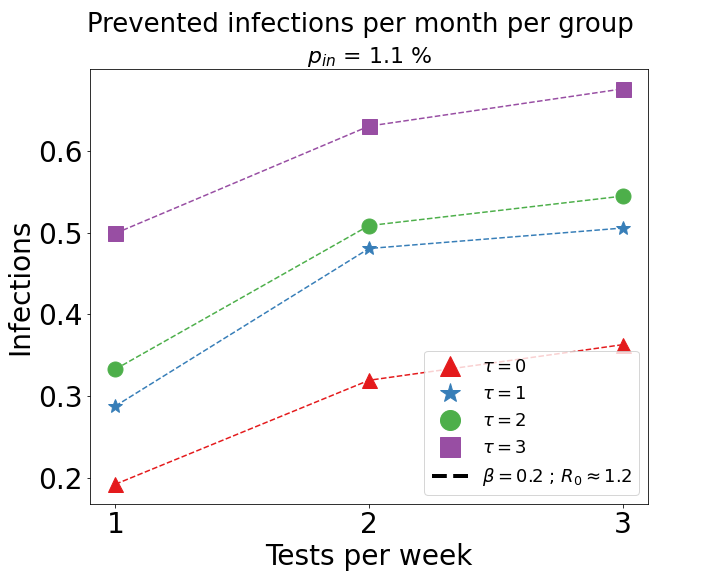 Prevented infections per month per group
p_in = 1.1 %
Infections
0.6
0.5
0.4
0.3
0.2
τ = 0
τ = 1
τ = 2
τ = 3
β = 0.2 ; R₀ ≈ 1.2
1 2 3
Tests per week